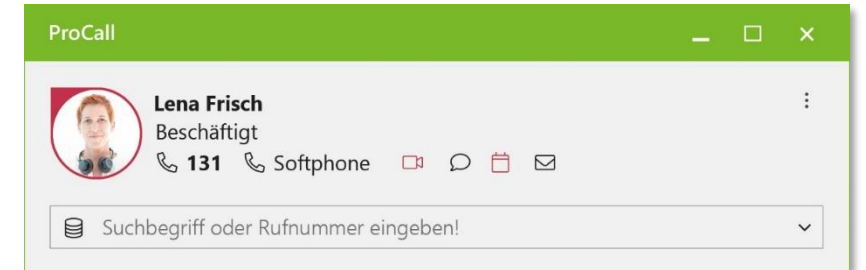 ProCall
Lena Frisch
Beschäftigt
131 Softphone
Suchbegriff oder Rufnummer eingeben!